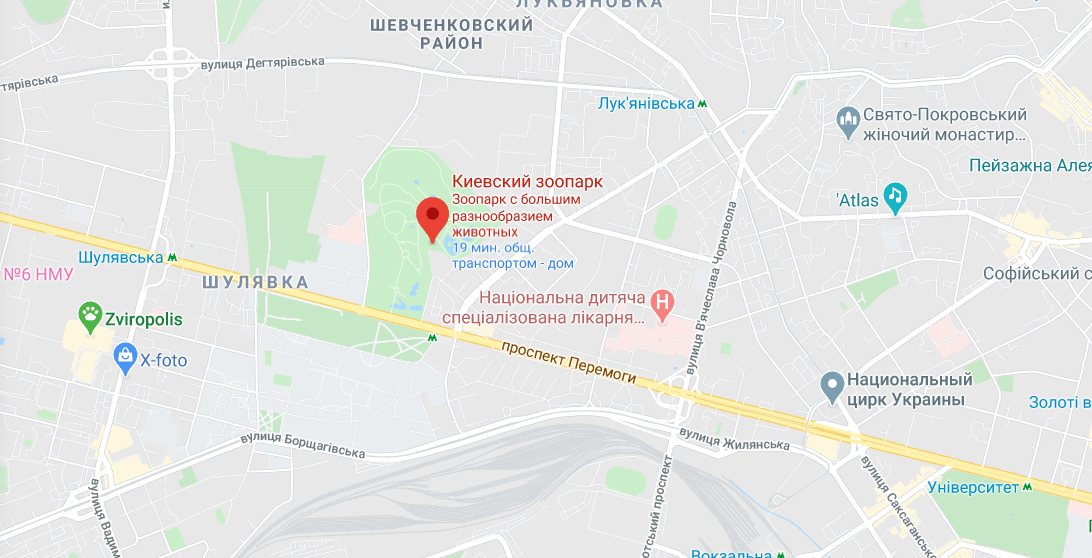 ЛУКЬЯНОВКА
ШЕВЧЕНКОВСКИЙ
РАЙОН
вулиця Дегтярівська
тярівська
Лук'янівська
Свято-Покровський
жіночий монастир...
Пейзажна Алея
'Atlas
Киевский зоопарк
Зоопарк с большим
разнообразием
животных
19 мин. общ.
транспортом - дом
вулиця В'ячеслава Чорновола
Шулявська
№6 НМУ
ШУЛЯВКА
Софійський с
Національна дитяча
спеціалізована лікарня...
Zviropolis
X-foto
проспект Перемоги
Национальный
цирк Украины
Золоті в
вулиця Борщагівська
вулиця Жилянська
вулиця Вадим
отський проспект
вулиця Саксаганськ
Університет
Вокзальна